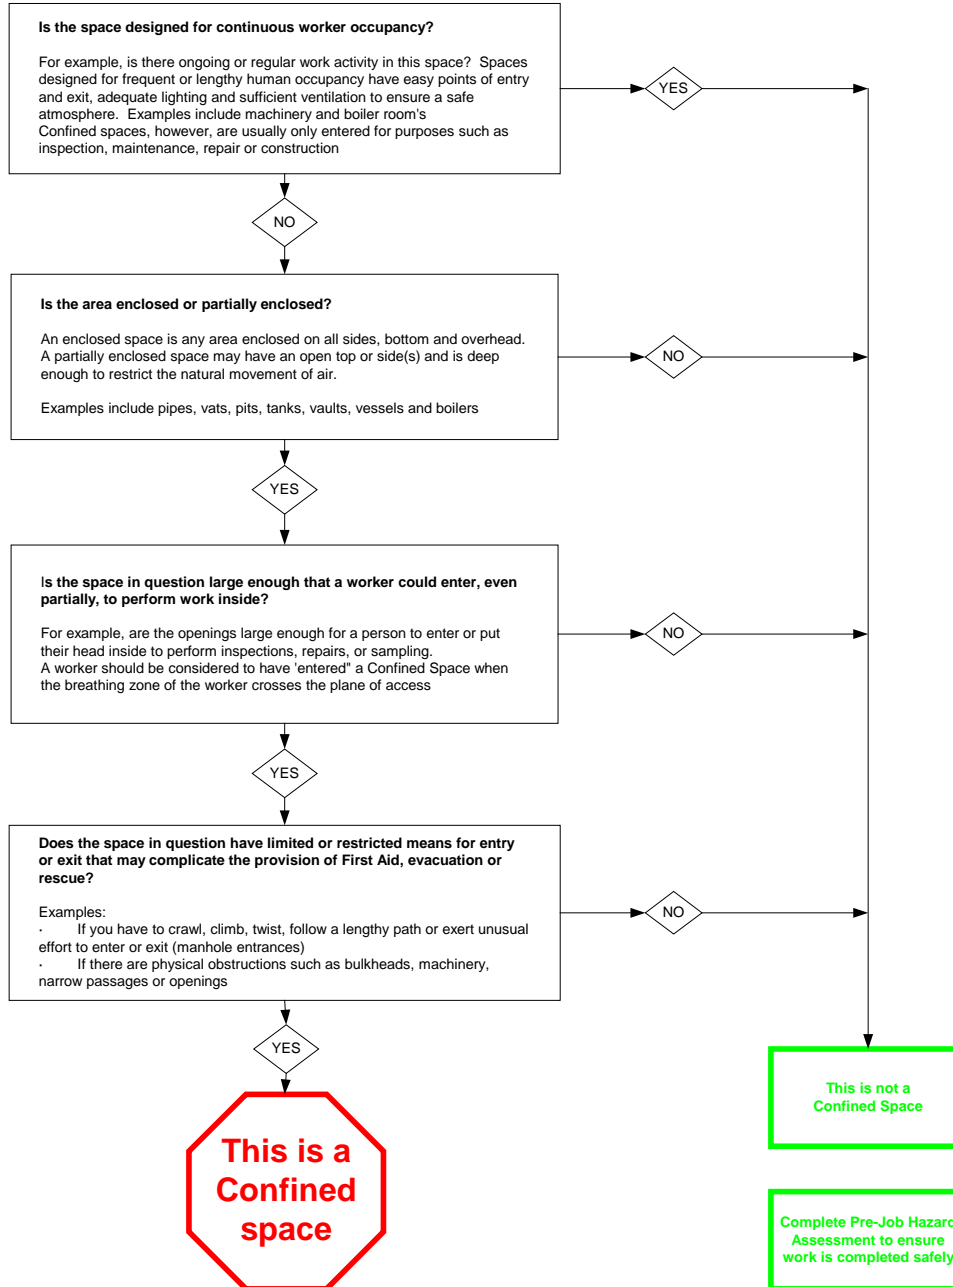 Is the space designed for continuous worker occupancy?
For example, is there ongoing or regular work activity in this space?  Spaces
designed for frequent or lengthy human occupancy have easy points of entry
and exit, adequate lighting and sufficient ventilation to ensure a safe
atmosphere.  Examples include machinery and boiler room's
Confined spaces, however, are usually only entered for purposes such as
inspection, maintenance, repair or construction
YES
NO
Is the area enclosed or partially enclosed?
An enclosed space is any area enclosed on all sides, bottom and overhead.
A partially enclosed space may have an open top or side(s) and is deep
enough to restrict the natural movement of air.
Examples include pipes, vats, pits, tanks, vaults, vessels and boilers
NO
YES
Is the space in question large enough that a worker could enter, even
partially, to perform work inside?
For example, are the openings large enough for a person to enter or put
their head inside to perform inspections, repairs, or sampling.
A worker should be considered to have 'entered" a Confined Space when
the breathing zone of the worker crosses the plane of access
NO
YES
Does the space in question have limited or restricted means for entry
or exit that may complicate the provision of First Aid, evacuation or
rescue?
Examples:
· If you have to crawl, climb, twist, follow a lengthy path or exert unusual
effort to enter or exit (manhole entrances)
· If there are physical obstructions such as bulkheads, machinery,
narrow passages or openings
NO
YES
This is a
Confined
space
This is not a
Confined Space
Complete Pre-Job Hazard
Assessment to ensure
work is completed safely